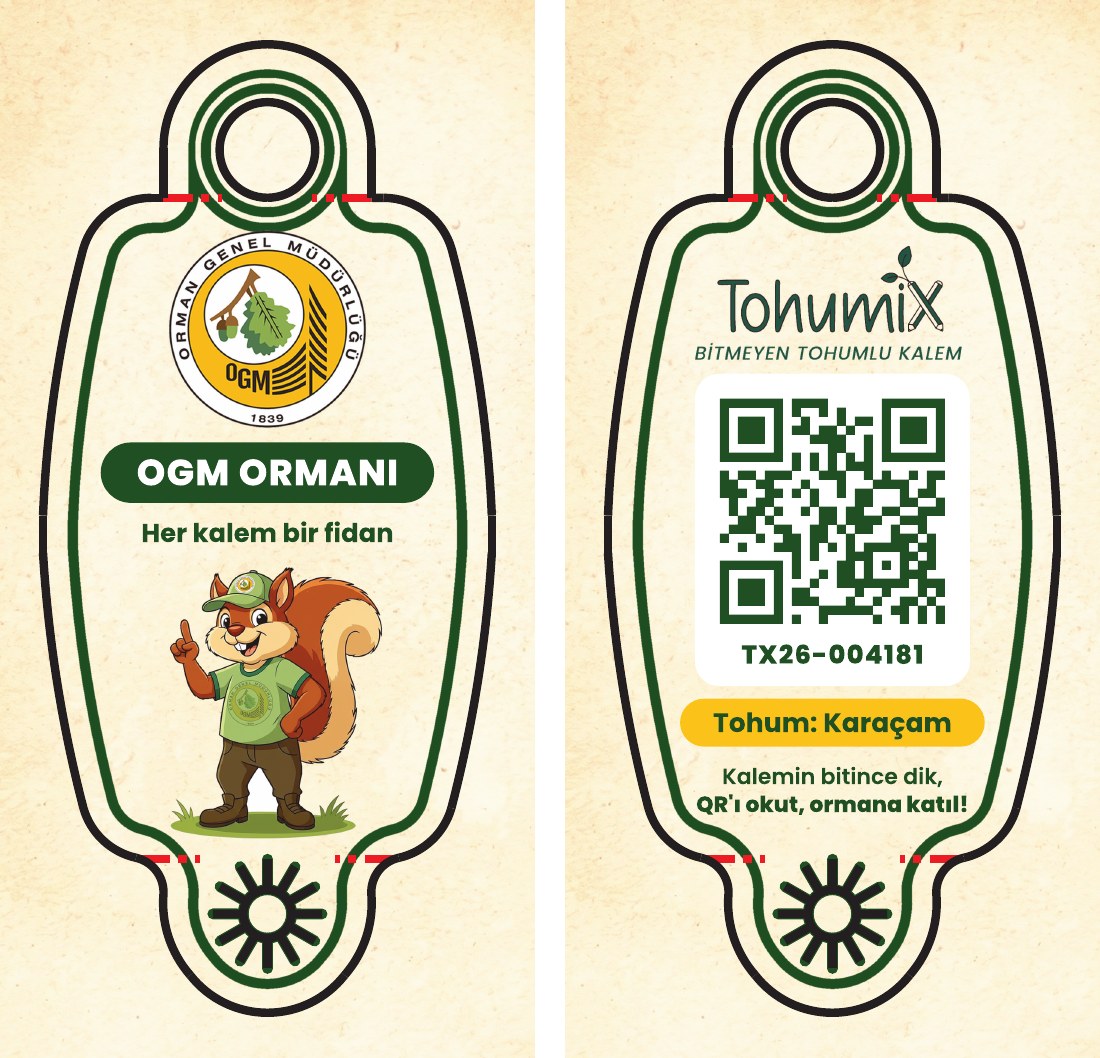 ORMAN GENEL MÜDÜRLÜĞÜ
OGM
1839
OGM ORMANI
Her kalem bir fidan
Tohumix
BİTMEYEN TOHUMLU KALEM
TX26-004181
Tohum: Karaçam
Kalemin bitince dik,
QR'ı okut, ormana katıl!